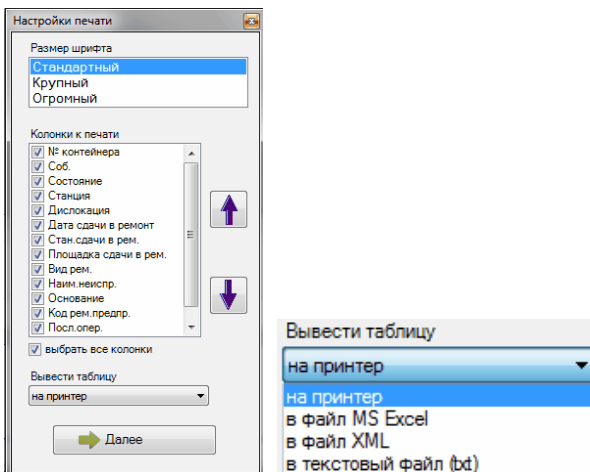 Настройки печати
Размер шрифта
Стандартный
Крупный
Огромный
Колонки к печати
№ контейнера
Соб.
Состояние
Станция
Дислокация
Дата сдачи в ремонт
Стан.сдачи в рем.
Площадка сдачи в рем.
Вид рем.
Наим.неиспр.
Основание
Код рем.предпр.
Посл.опер.
выбрать все колонки
Вывести таблицу
на принтер
Далее
Вывести таблицу
на принтер
на принтер
в файл MS Excel
в файл XML
в текстовый файл (txt)